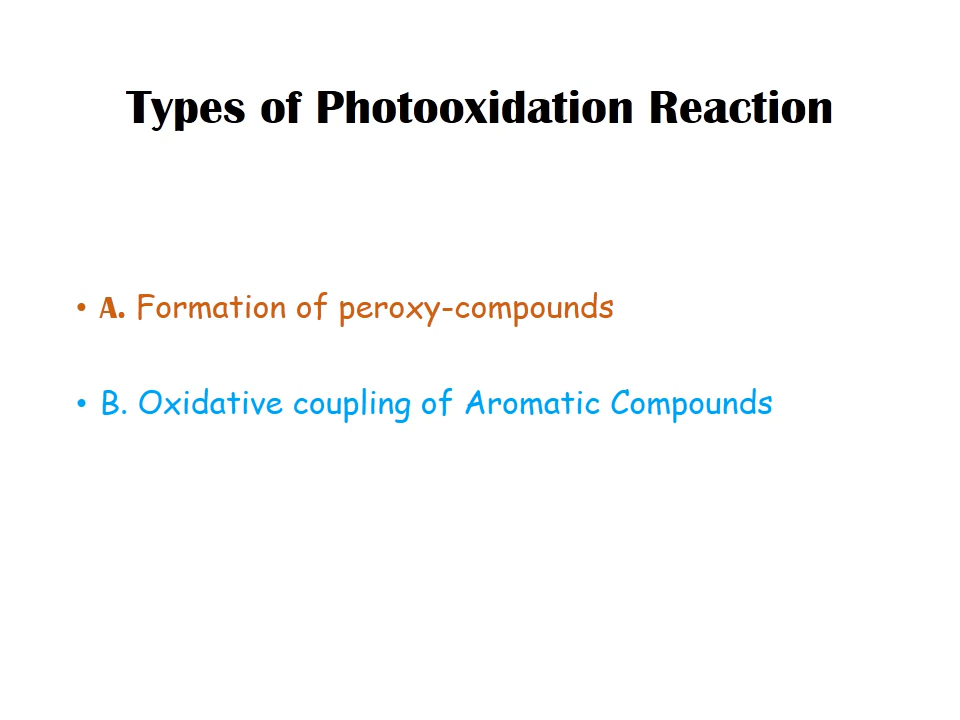 Types of Photooxidation Reaction
• A. Formation of peroxy-compounds
• B. Oxidative coupling of Aromatic Compounds